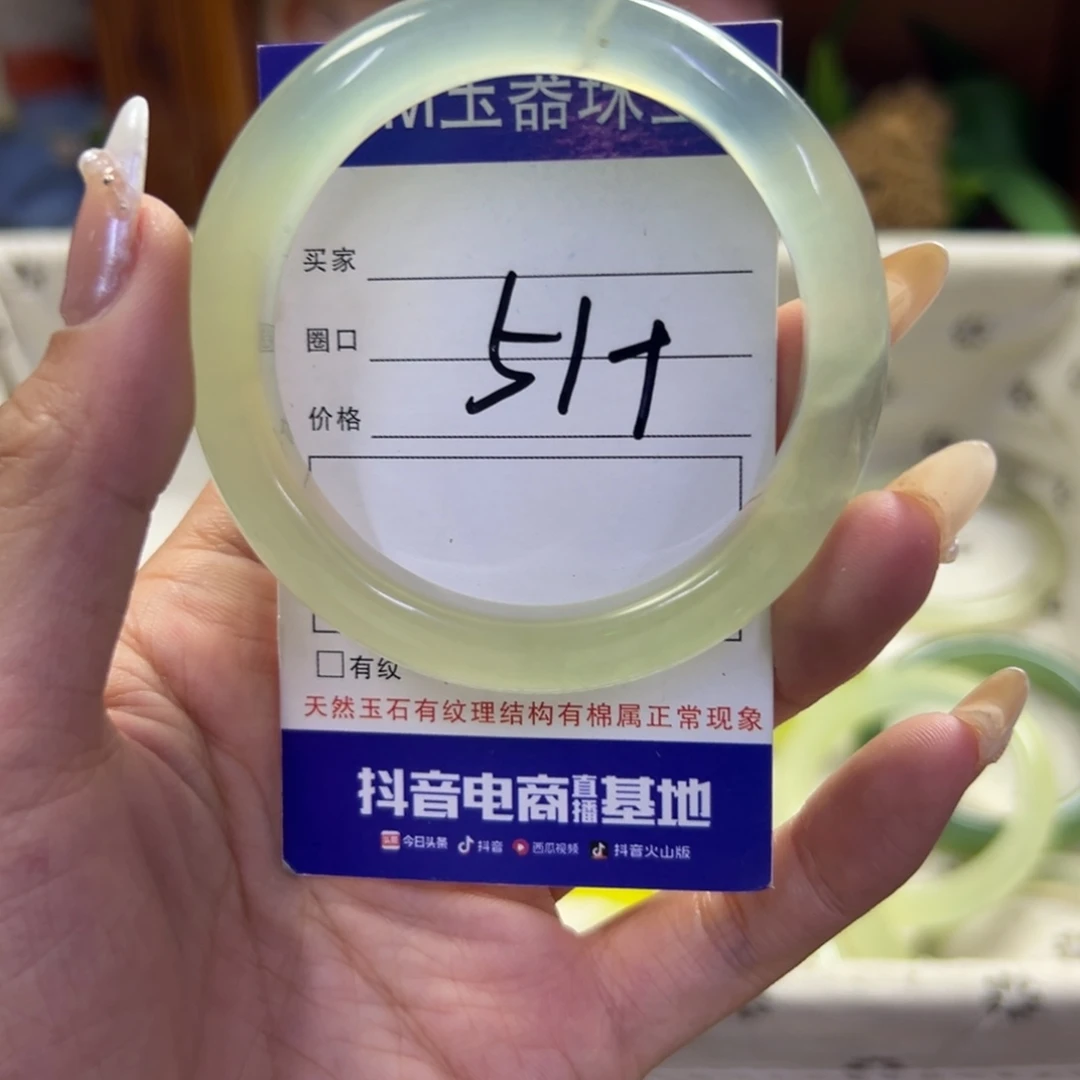 M玉器珠
买家
圈口
51+
价格
有纹
天然玉石有纹理结构有棉属正常现象
抖音电商直播基地
今日头条 抖音 西瓜视频 抖音火山版